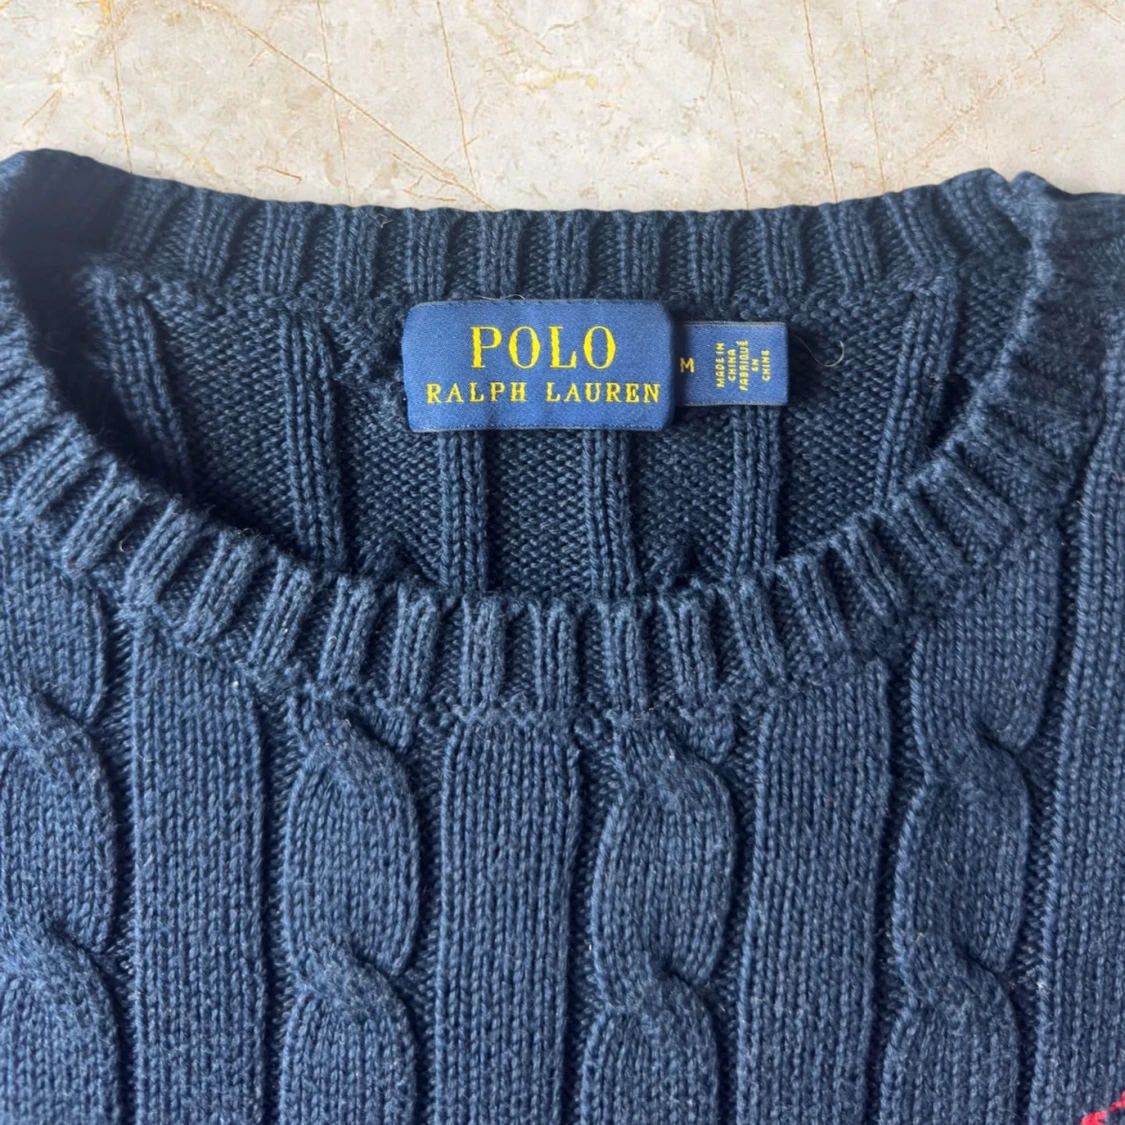 POLO
RALPH LAUREN
M
MADE IN
CHINA
FABRIQUÉ
EN
CHINE